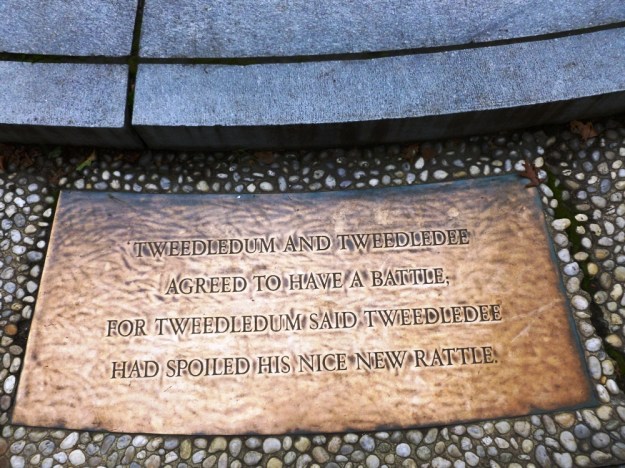 'TWEEDLEDUM AND TWEEDLEDEE
AGREED TO HAVE A BATTLE,
FOR TWEEDLEDUM SAID TWEEDLEDEE
HAD SPOILED HIS NICE NEW RATTLE.